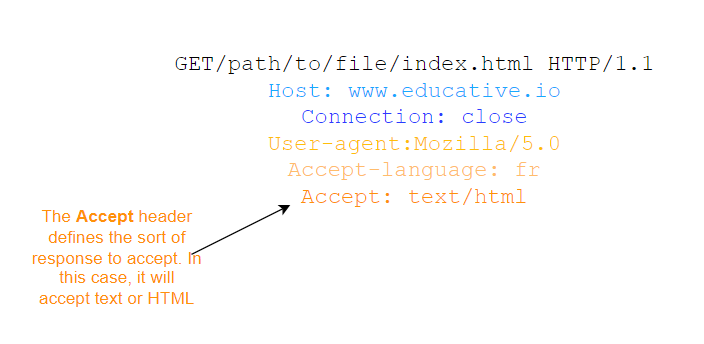 GET/path/to/file/index.html HTTP/1.1
Host: www.educative.io
Connection: close
User-agent:Mozilla/5.0
Accept-language: fr
Accept: text/html
The Accept header
defines the sort of
response to accept. In
this case, it will
accept text or HTML